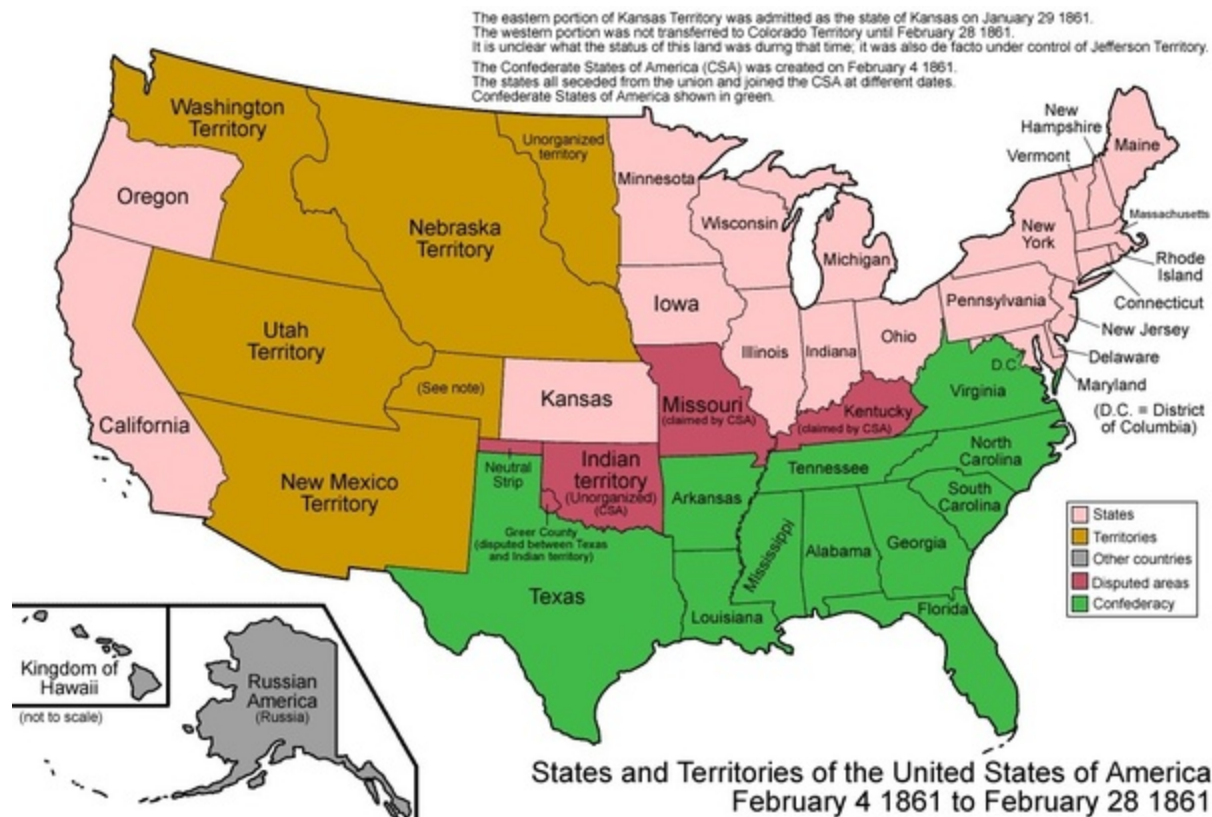 The eastern portion of Kansas Territory was admitted as the state of Kansas on January 29 1861.
The western portion was not transferred to Colorado Territory until February 28 1861.
It is unclear what the status of this land was durng that time; it was also de facto under control of Jefferson Territory.
The Confederate States of America (CSA) was created on February 4 1861.
The states all seceded from the union and joined the CSA at different dates.
Confederate States of America shown in green.
Washington
Territory
Oregon
Unorganized
territory
Nebraska
Territory
Minnesota
Wisconsin
Michigan
New
Hampshire
Vermont
Maine
Massachusetts
New
York
Rhode
Island
Connecticut
Pennsylvania
New Jersey
Delaware
Maryland
(D.C. = District
of Columbia)
D.C.
Iowa
Illinois
Indiana
Ohio
Utah
Territory
(See note)
Kansas
Missouri
(claimed by CSA)
Kentucky
(claimed by CSA)
Virginia
California
New Mexico
Territory
Neutral
Strip
Indian
territory
(Unorganized)
(CSA)
Greer County
(disputed between Texas
and Indian territory)
Arkansas
Tennessee
North
Carolina
South
Carolina
Mississippi
Alabama
Georgia
Texas
Louisiana
Florida
States
Territories
Other countries
Disputed areas
Confederacy
Kingdom of
Hawaii
(not to scale)
Russian
America
(Russia)
States and Territories of the United States of America
February 4 1861 to February 28 1861